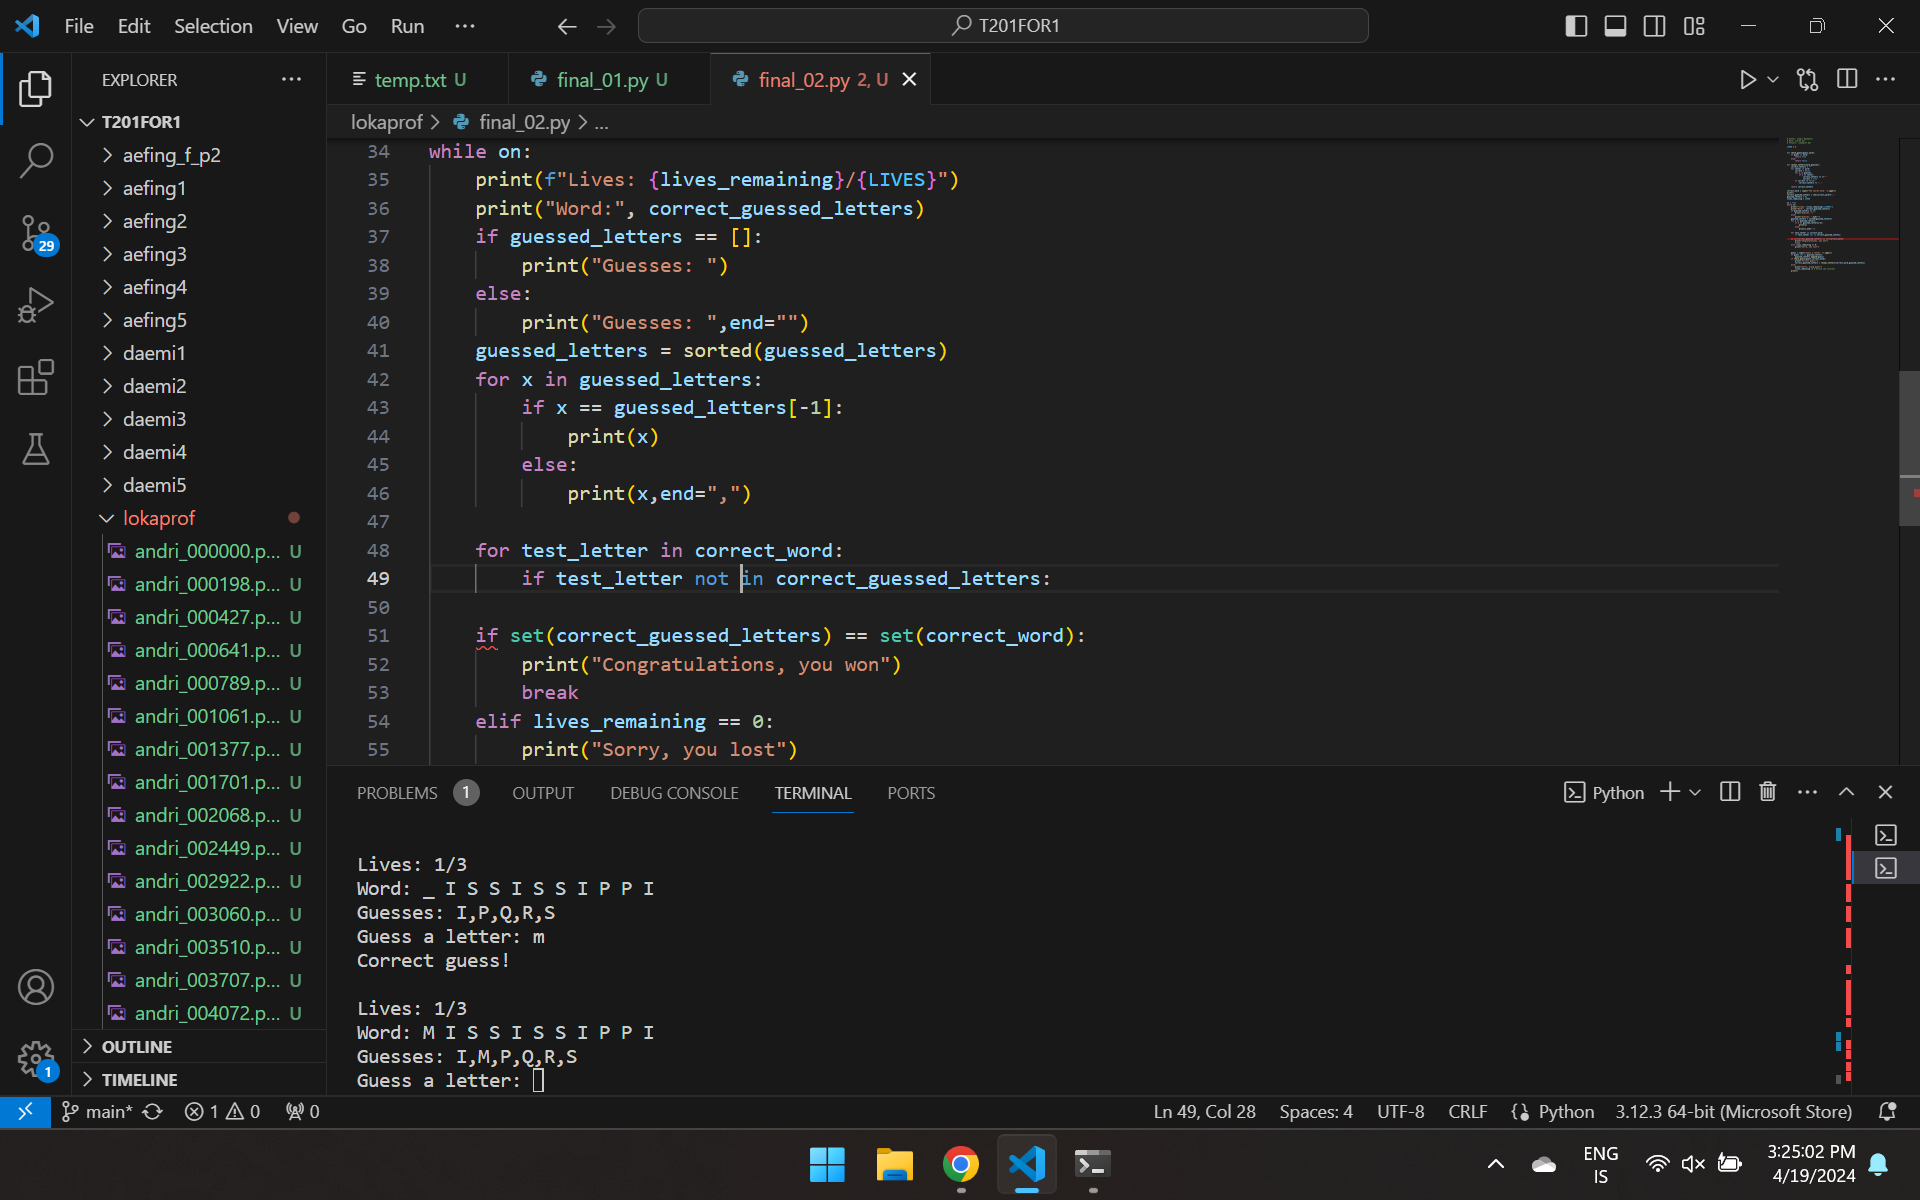 File Edit Selection View Go Run ... T201FOR1
EXPLORER
temp.txt U final_01.py U final_02.py 2, U
lokaprof > final_02.py > ...
T201FOR1
aefing_f_p2
aefing1
aefing2
aefing3
aefing4
aefing5
daemi1
daemi2
daemi3
daemi4
daemi5
lokaprof
andri_000000.p... U
andri_000198.p... U
andri_000427.p... U
andri_000641.p... U
andri_000789.p... U
andri_001061.p... U
andri_001377.p... U
andri_001701.p... U
andri_002068.p... U
andri_002449.p... U
andri_002922.p... U
andri_003060.p... U
andri_003510.p... U
andri_003707.p... U
andri_004072.p... U
OUTLINE
TIMELINE
29
1
34 while on:
35 print(f"Lives: {lives_remaining}/{LIVES}")
36 print("Word:", correct_guessed_letters)
37 if guessed_letters == []:
38 print("Guesses: ")
39 else:
40 print("Guesses: ",end="")
41 guessed_letters = sorted(guessed_letters)
42 for x in guessed_letters:
43 if x == guessed_letters[-1]:
44 print(x)
45 else:
46 print(x,end=",")
47
48 for test_letter in correct_word:
49 if test_letter not in correct_guessed_letters:
50
51 if set(correct_guessed_letters) == set(correct_word):
52 print("Congratulations, you won")
53 break
54 elif lives_remaining == 0:
55 print("Sorry, you lost")
PROBLEMS 1 OUTPUT DEBUG CONSOLE TERMINAL PORTS Python
Lives: 1/3
Word: _ I S S I S S I P P I
Guesses: I,P,Q,R,S
Guess a letter: m
Correct guess!
Lives: 1/3
Word: M I S S I S S I P P I
Guesses: I,M,P,Q,R,S
Guess a letter:
main* 1 0 0 Ln 49, Col 28 Spaces: 4 UTF-8 CRLF Python 3.12.3 64-bit (Microsoft Store)
ENG
IS
3:25:02 PM
4/19/2024